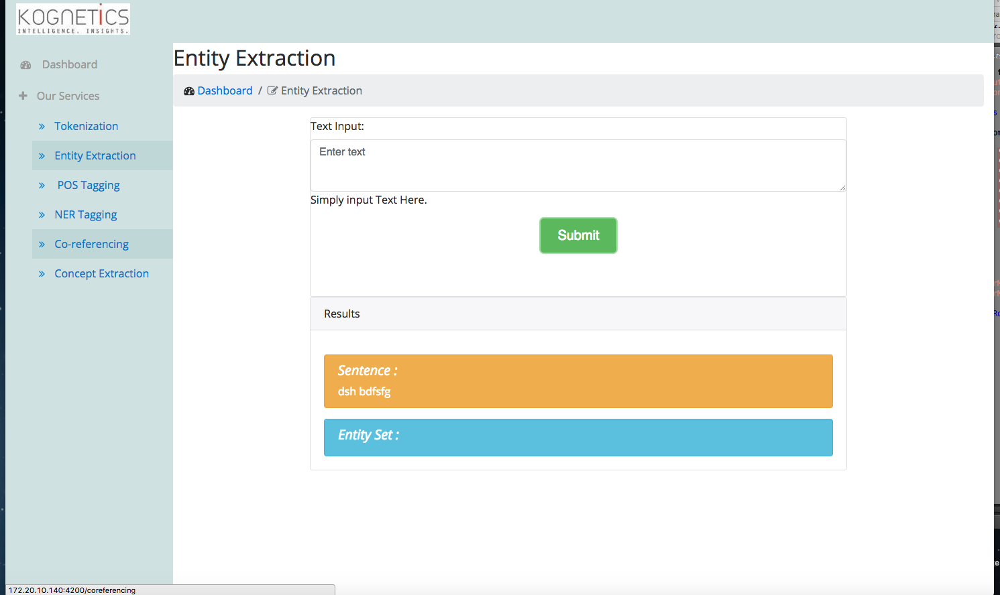 KOGNETICS
INTELLIGENCE. INSIGHTS.
Dashboard
Our Services
Tokenization
Entity Extraction
POS Tagging
NER Tagging
Co-referencing
Concept Extraction
Entity Extraction
Dashboard / Entity Extraction
Text Input:
Enter text
Simply input Text Here.
Submit
Results
Sentence :
dsh bdfsfg
Entity Set :
172.20.10.140:4200/coreferencing